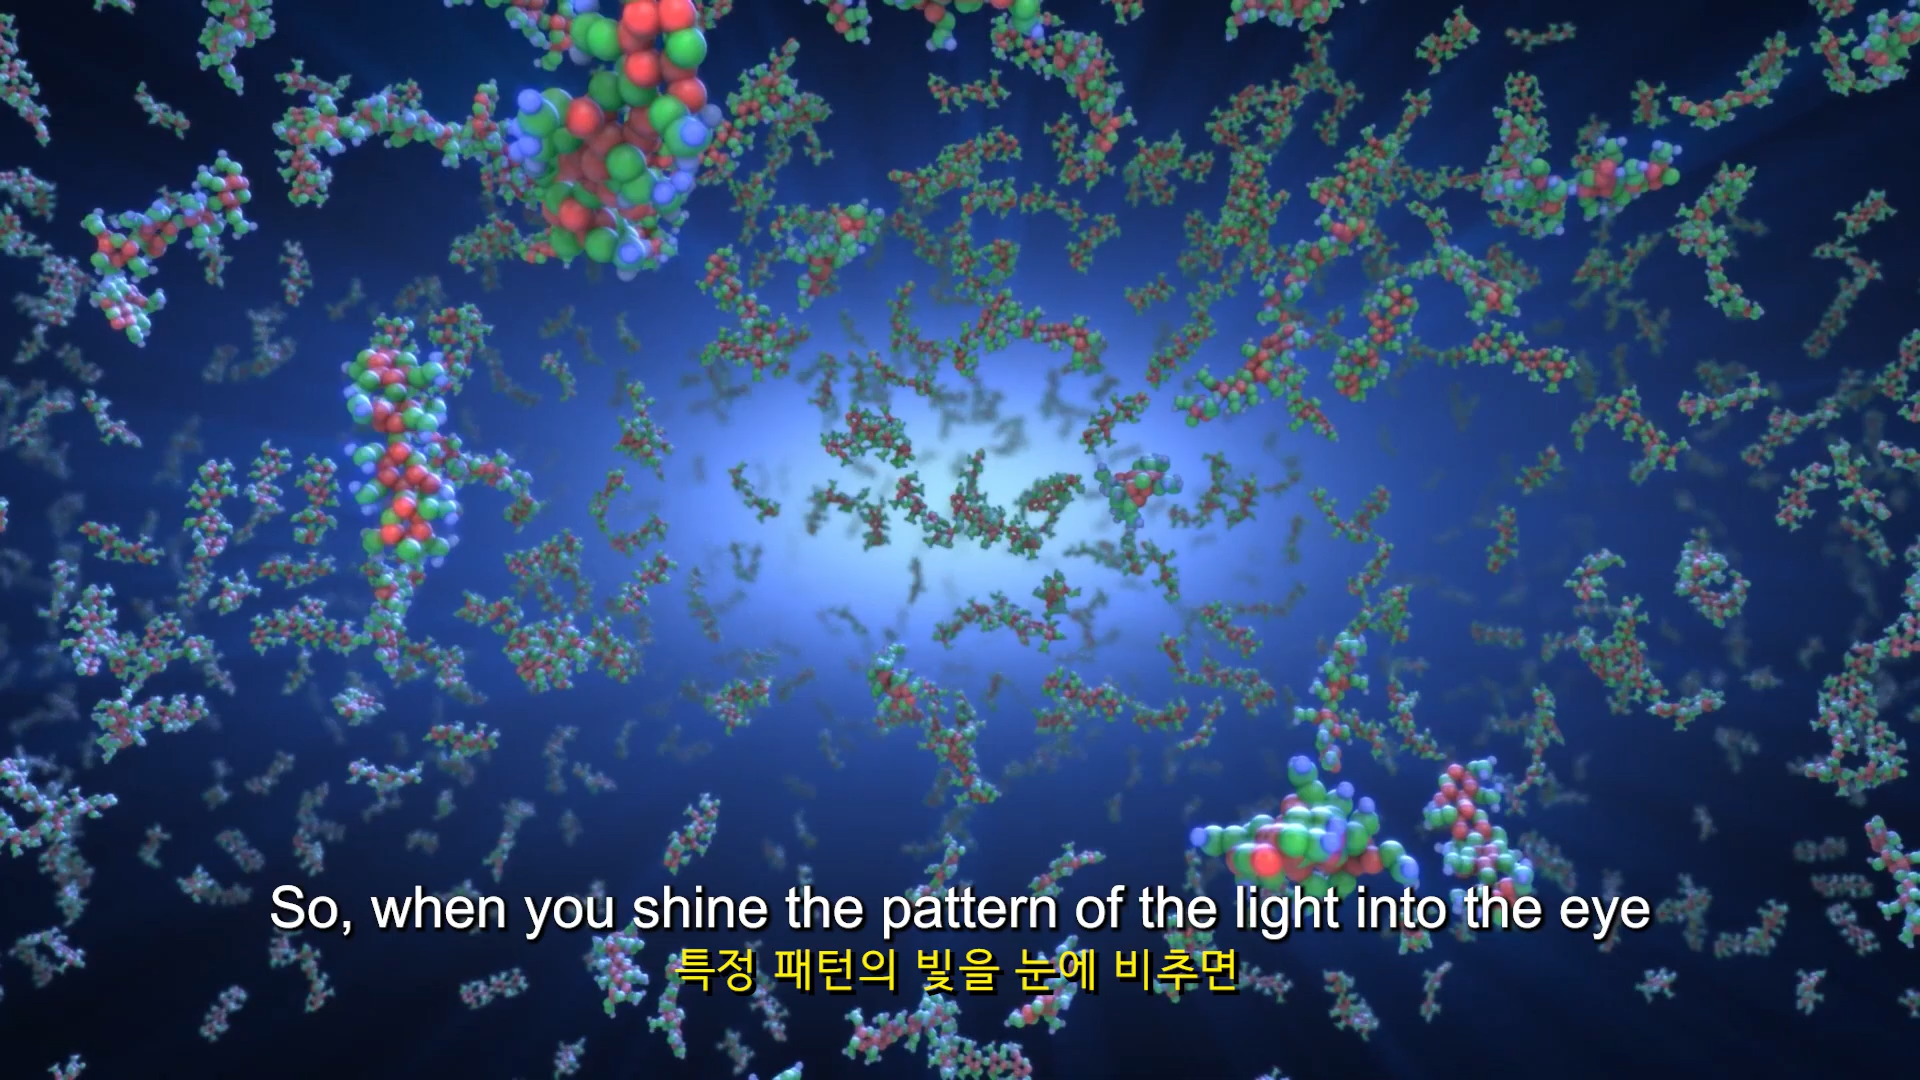 So, when you shine the pattern of the light into the eye
특정 패턴의 빛을 눈에 비추면